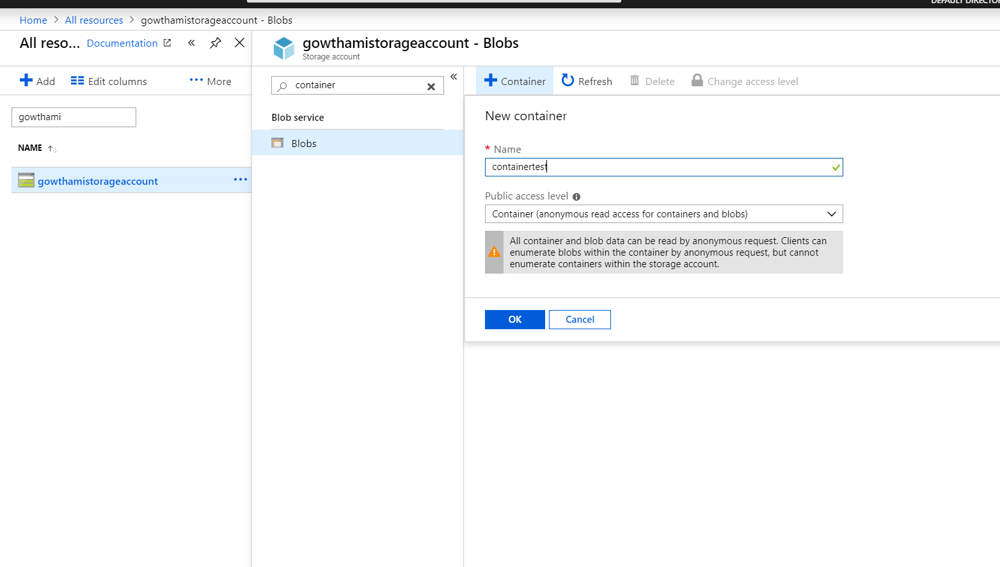 DEFAULT DIRECTOR
Home > All resources > gowthamistorageaccount - Blobs
All reso... Documentation
Add Edit columns More
gowthami
NAME
gowthamistorageaccount
gowthamistorageaccount - Blobs
Storage account
container
Blob service
Blobs
Container Refresh Delete Change access level
New container
* Name
containertest
Public access level
Container (anonymous read access for containers and blobs)
All container and blob data can be read by anonymous request. Clients can
enumerate blobs within the container by anonymous request, but cannot
enumerate containers within the storage account.
OK Cancel